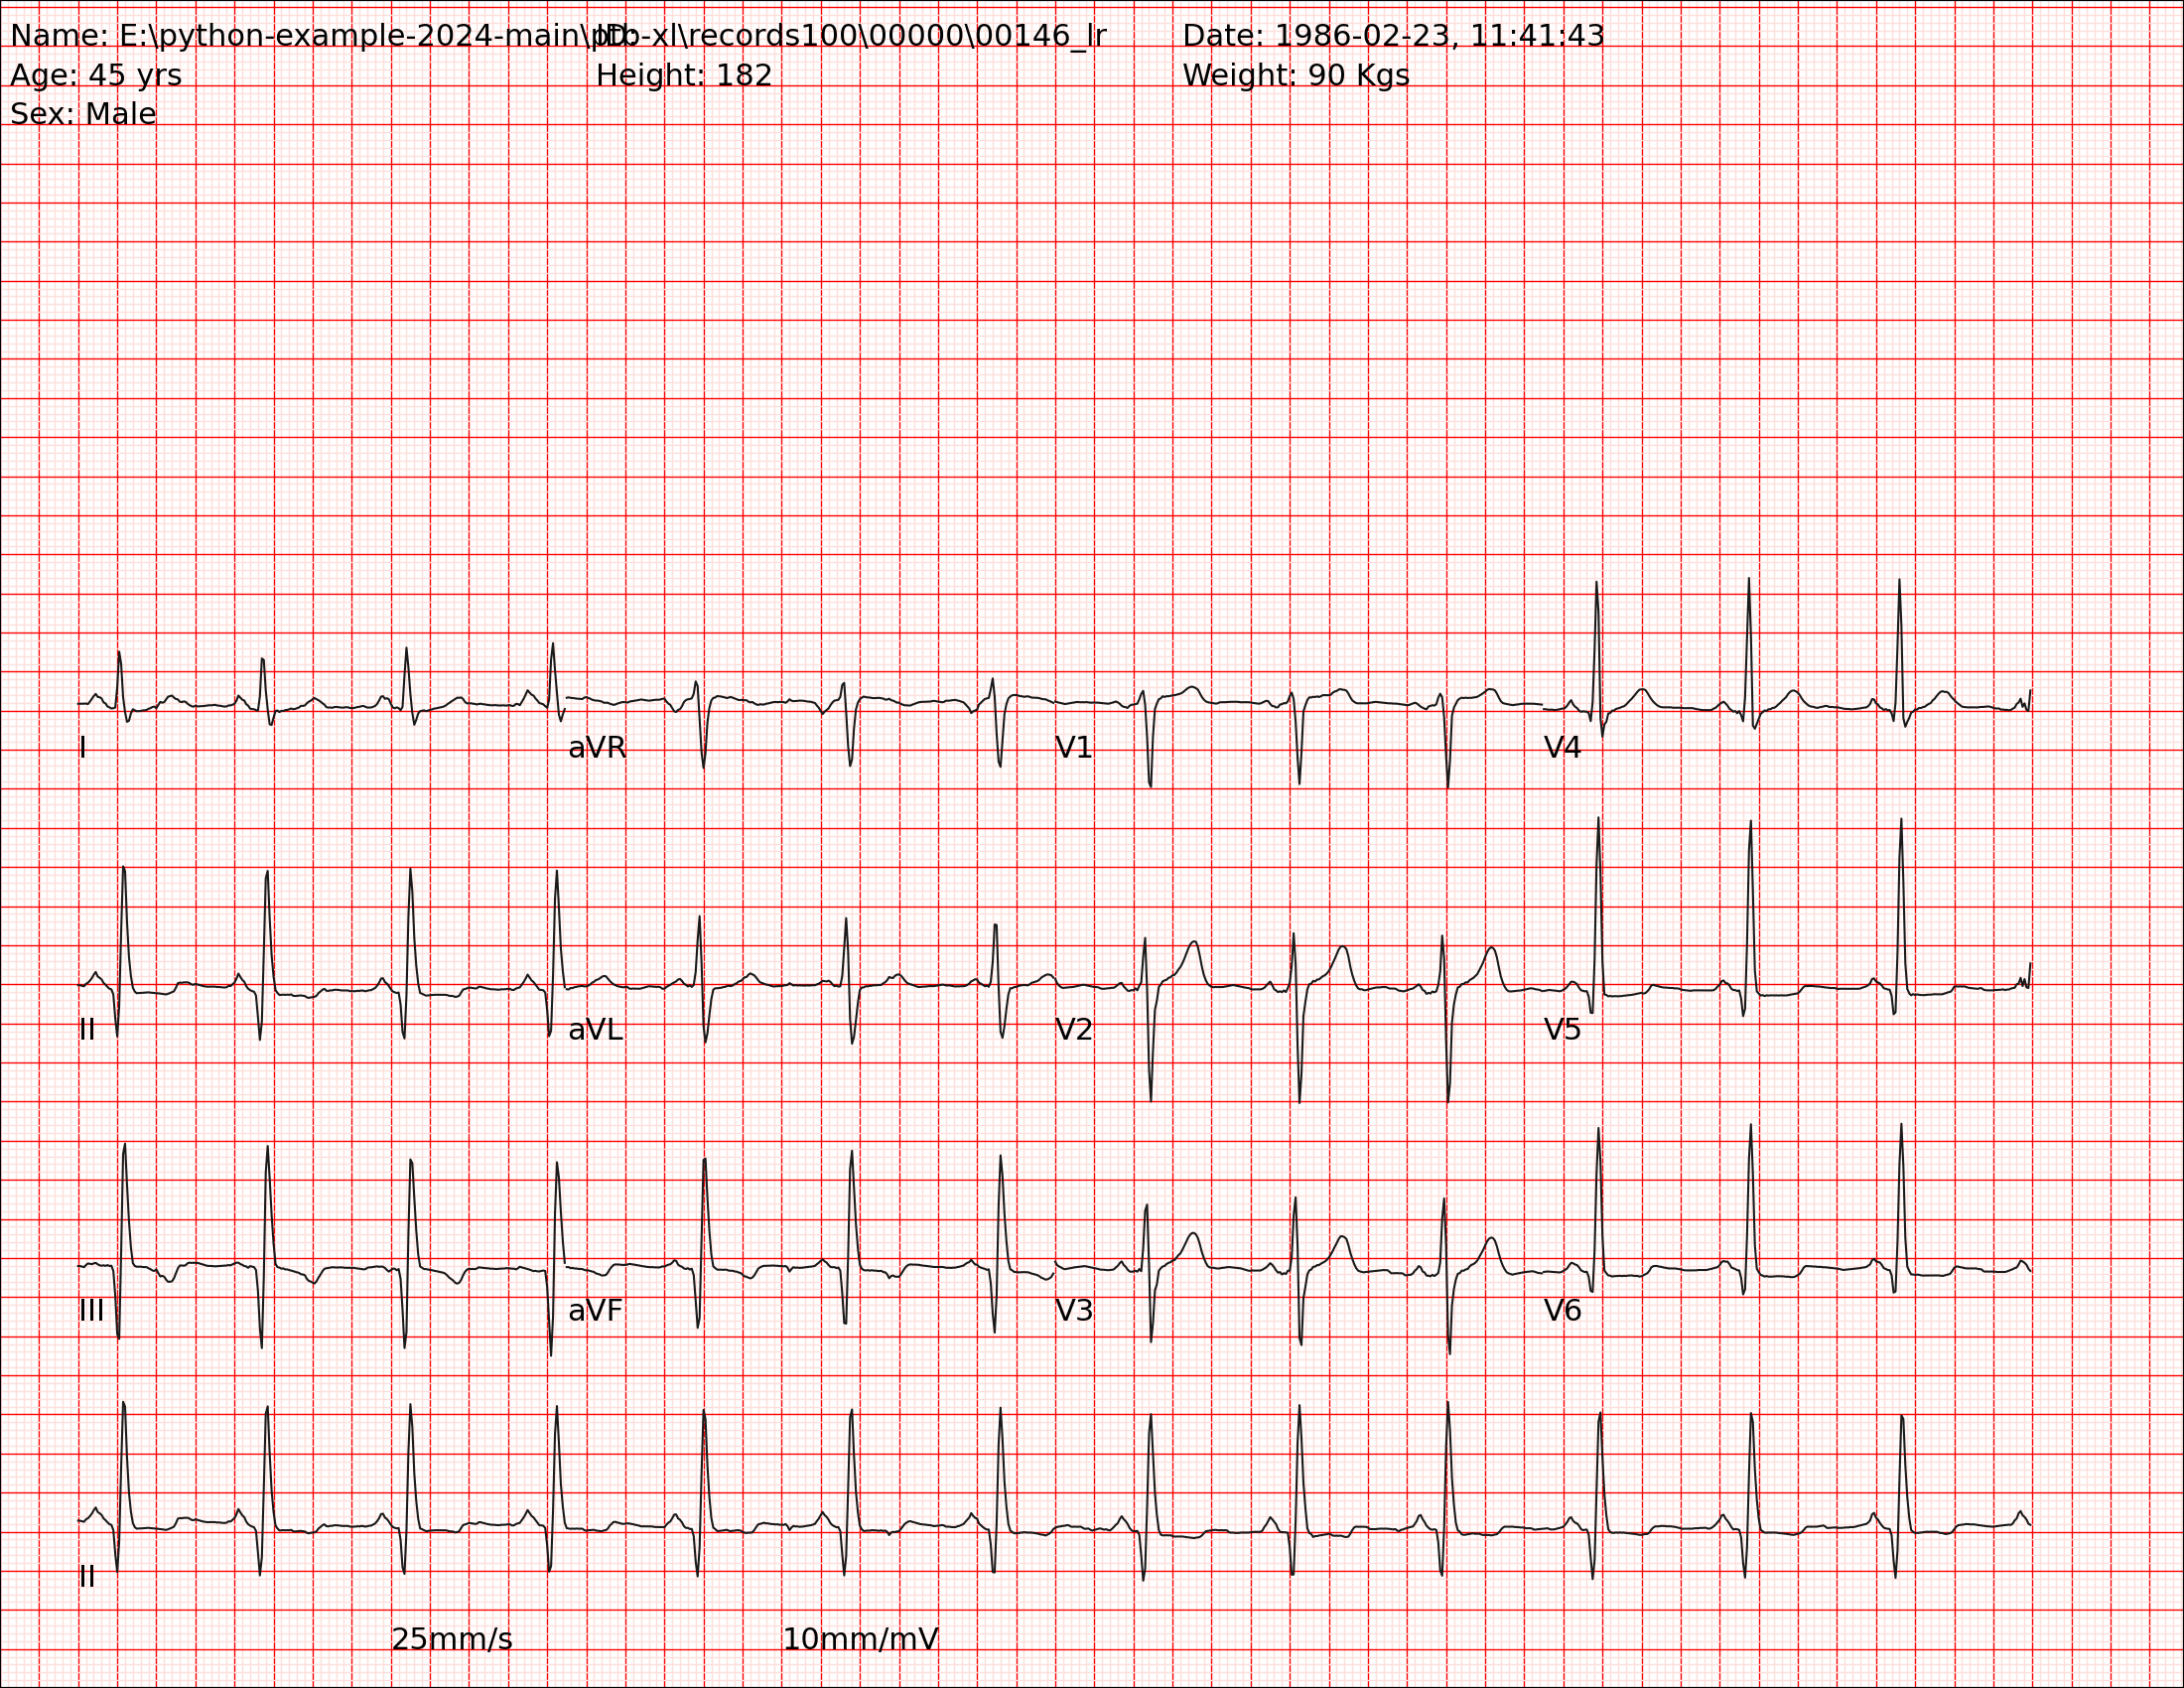 Name: E:\python-example-2024-main\ptb-xl\records100\00000\00146_lr ID: Date: 1986-02-23, 11:41:43
Age: 45 yrs Height: 182 Weight: 90 Kgs
Sex: Male
I aVR V1 V4
II aVL V2 V5
III aVF V3 V6
II
25mm/s 10mm/mV